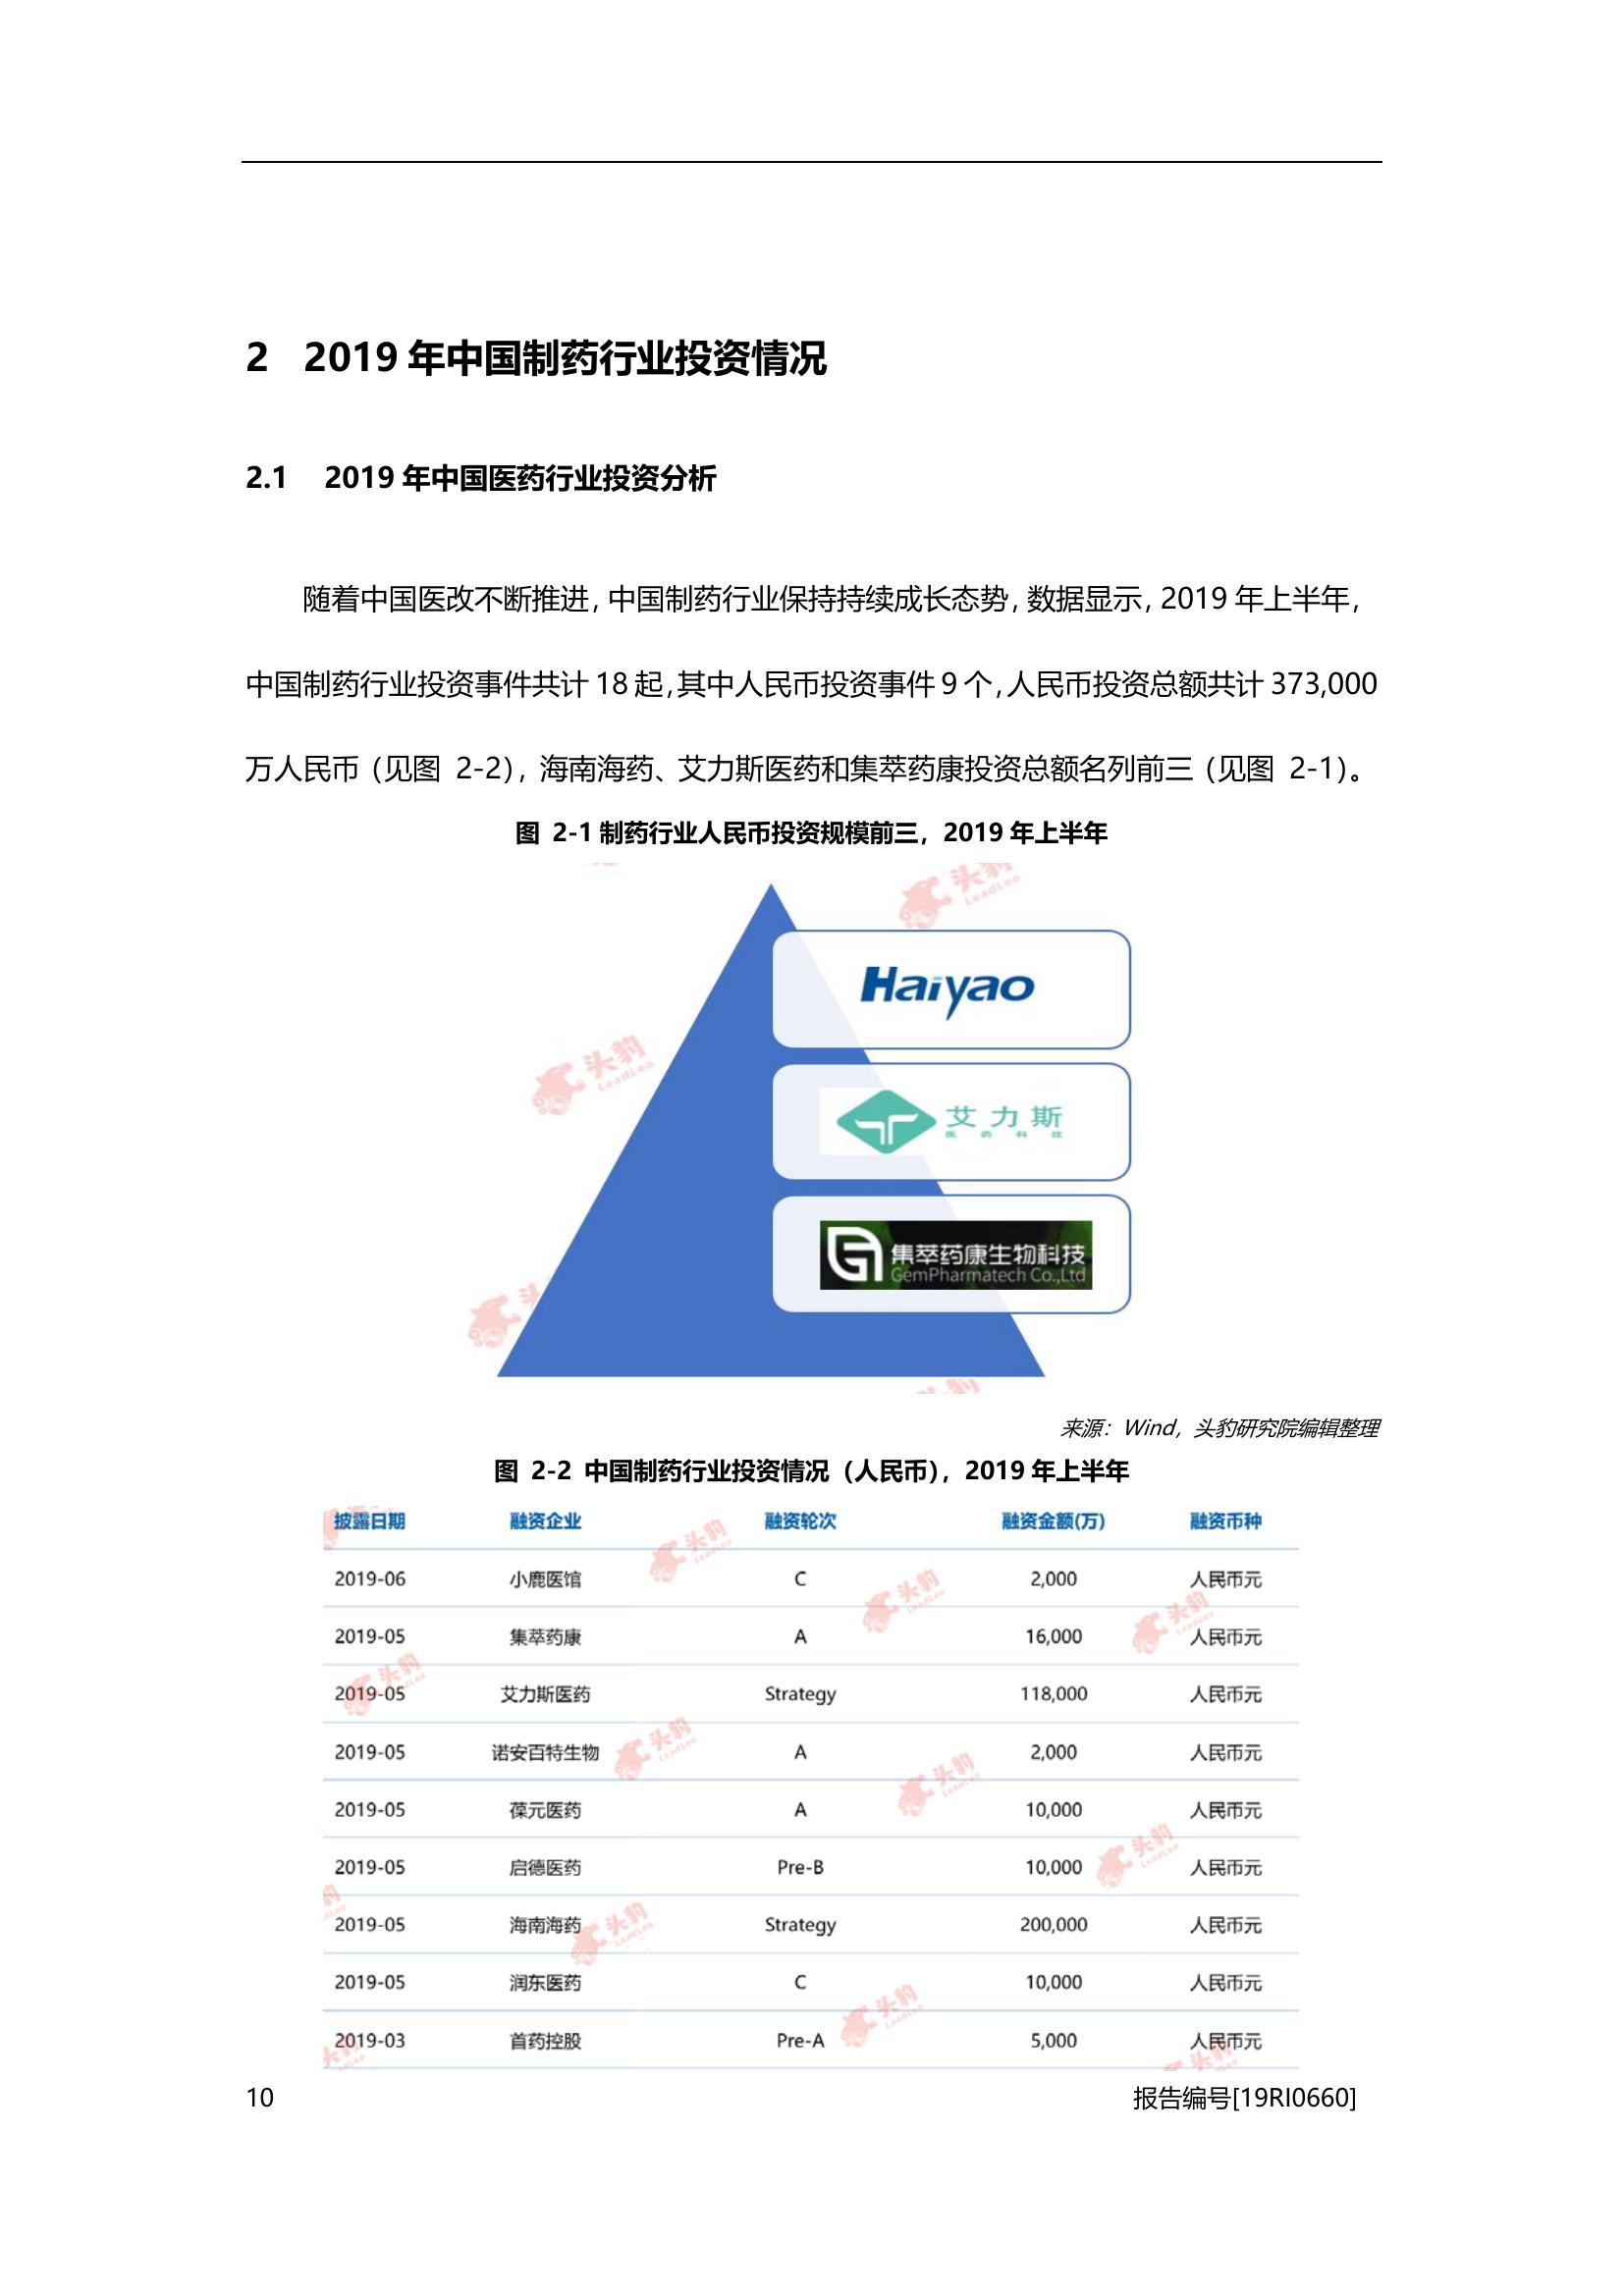 2 2019 年中国制药行业投资情况
2.1 2019 年中国医药行业投资分析
随着中国医改不断推进，中国制药行业保持持续成长态势，数据显示，2019 年上半年，
中国制药行业投资事件共计 18 起，其中人民币投资事件 9 个，人民币投资总额共计 373,000
万人民币（见图 2-2），海南海药、艾力斯医药和集萃药康投资总额名列前三（见图 2-1）。
图 2-1 制药行业人民币投资规模前三，2019 年上半年
头豹
LeadLeo
Haiyao
头豹
LeadLeo
艾力斯
医药科技
集萃药康生物科技
GemPharmatech Co.,Ltd
来源：Wind，头豹研究院编辑整理
图 2-2 中国制药行业投资情况（人民币），2019 年上半年
披露日期 融资企业 融资轮次 融资金额(万) 融资币种
2019-06 小鹿医馆 C 2,000 人民币元
2019-05 集萃药康 A 16,000 人民币元
2019-05 艾力斯医药 Strategy 118,000 人民币元
2019-05 诺安百特生物 A 2,000 人民币元
2019-05 葆元医药 A 10,000 人民币元
2019-05 启德医药 Pre-B 10,000 人民币元
2019-05 海南海药 Strategy 200,000 人民币元
2019-05 润东医药 C 10,000 人民币元
2019-03 首药控股 Pre-A 5,000 人民币元
10 报告编号[19RI0660]